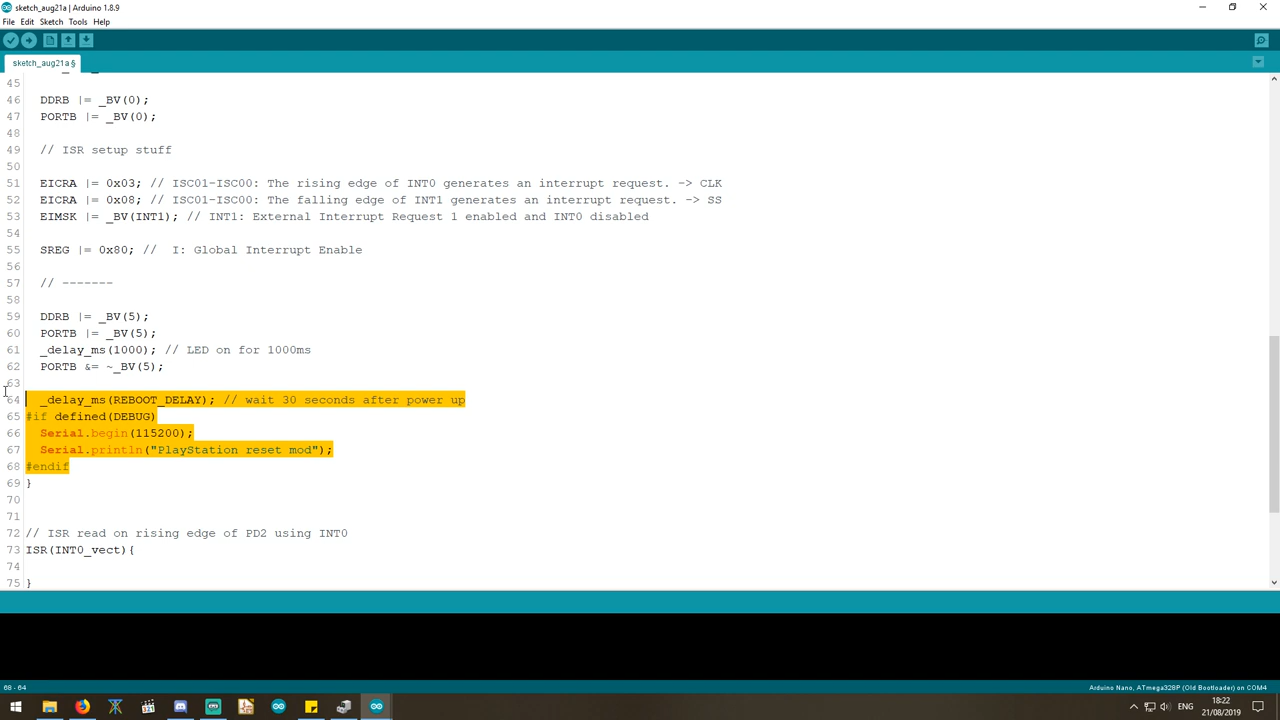 sketch_aug21a | Arduino 1.8.9
File Edit Sketch Tools Help
sketch_aug21a §
45
46 DDRB |= _BV(0);
47 PORTB |= _BV(0);
48
49 // ISR setup stuff
50
51 EICRA |= 0x03; // ISC01-ISC00: The rising edge of INT0 generates an interrupt request. -> CLK
52 EICRA |= 0x08; // ISC01-ISC00: The falling edge of INT1 generates an interrupt request. -> SS
53 EIMSK |= _BV(INT1); // INT1: External Interrupt Request 1 enabled and INT0 disabled
54
55 SREG |= 0x80; //  I: Global Interrupt Enable
56
57 // -------
58
59 DDRB |= _BV(5);
60 PORTB |= _BV(5);
61 _delay_ms(1000); // LED on for 1000ms
62 PORTB &= ~_BV(5);
63
64 _delay_ms(REBOOT_DELAY); // wait 30 seconds after power up
65 #if defined(DEBUG)
66 Serial.begin(115200);
67 Serial.println("PlayStation reset mod");
68 #endif
69 }
70
71
72 // ISR read on rising edge of PD2 using INT0
73 ISR(INT0_vect){
74
75 }
68 - 64
Arduino Nano, ATmega328P (Old Bootloader) on COM4
ENG
18:22
21/08/2019